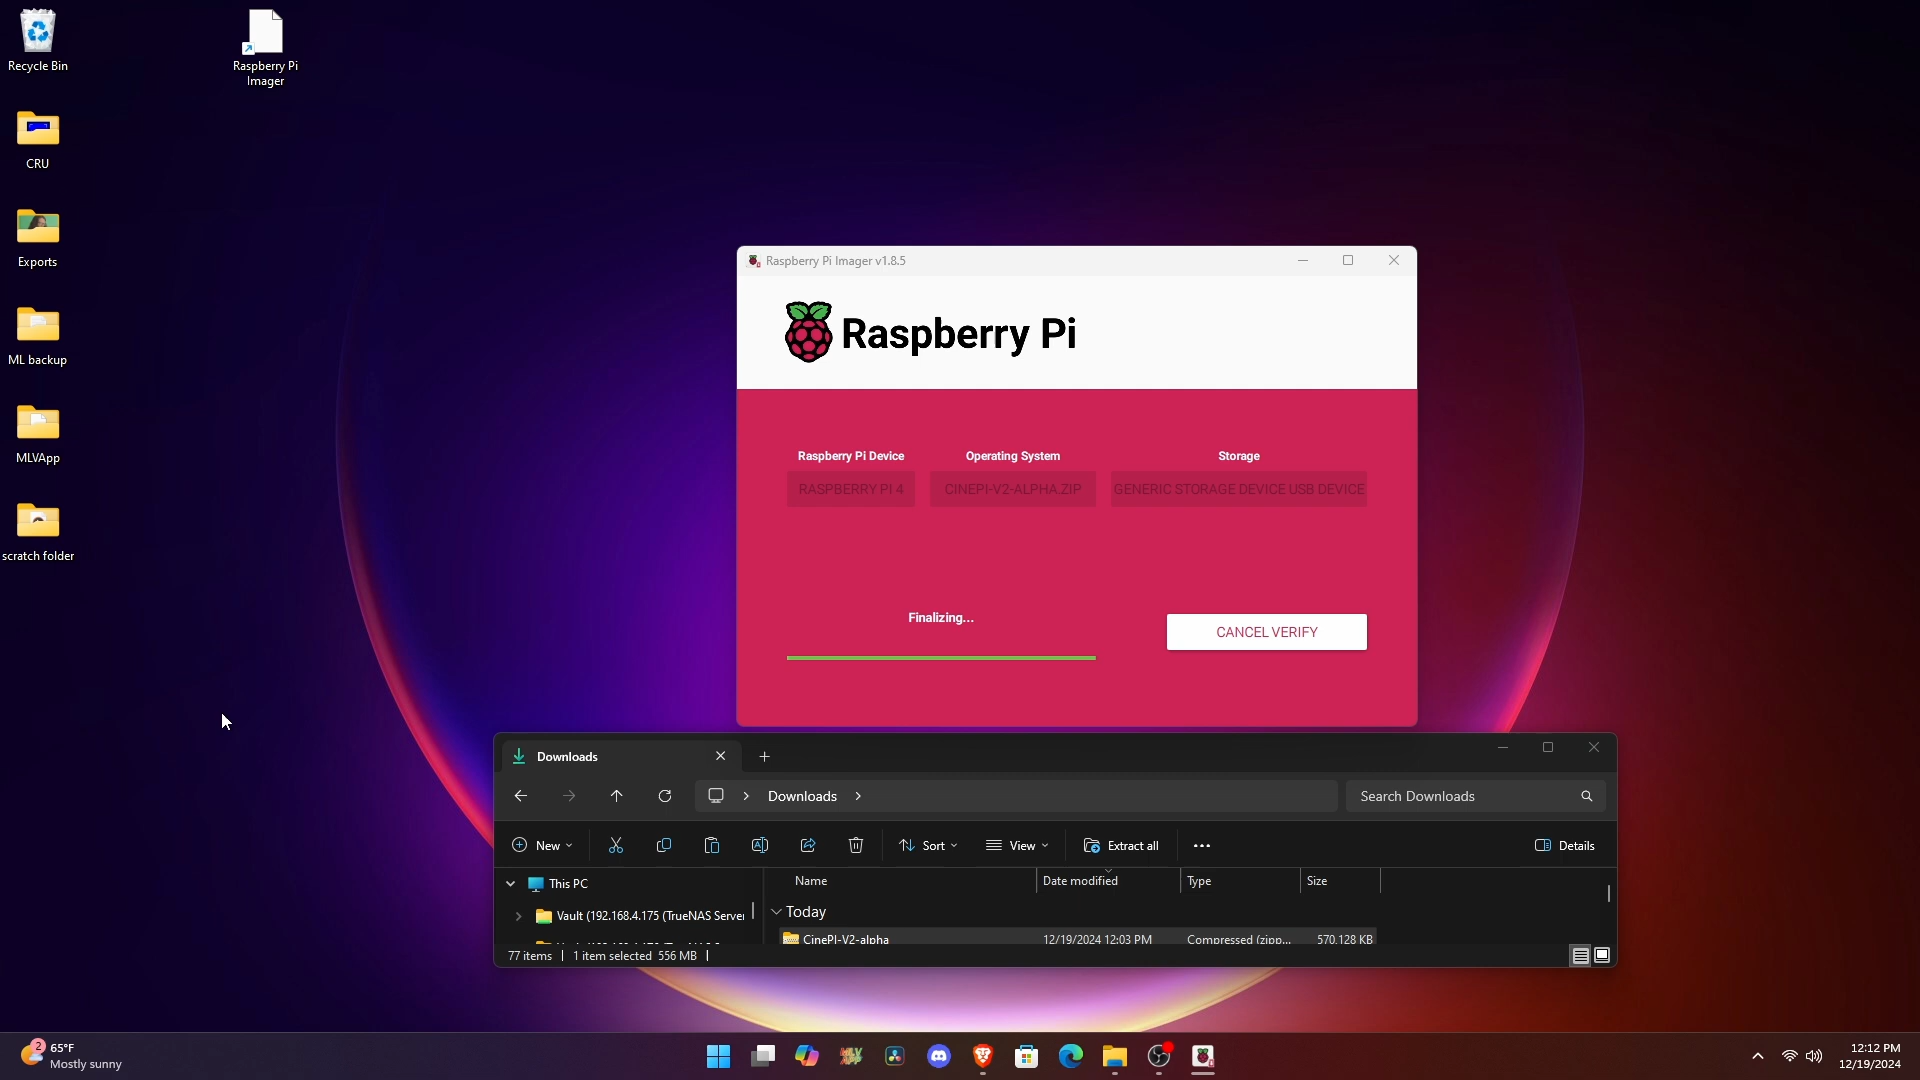 Recycle Bin
Raspberry Pi
Imager
CRU
Exports
ML backup
MLVApp
scratch folder
Raspberry Pi Imager v1.8.5
Raspberry Pi
Raspberry Pi Device
Operating System
Storage
RASPBERRY PI 4
CINEPI-V2-ALPHA.ZIP
GENERIC STORAGE DEVICE USB DEVICE
Finalizing...
CANCEL VERIFY
Downloads
Downloads
Search Downloads
New
Sort
View
Extract all
Details
This PC
Vault (192.168.4.175 (TrueNAS Server
Name
Date modified
Type
Size
Today
CinePI-V2-alpha
12/19/2024 12:03 PM
Compressed (zipp...
570,128 KB
77 items
1 item selected 556 MB
2
65°F
Mostly sunny
12:12 PM
12/19/2024